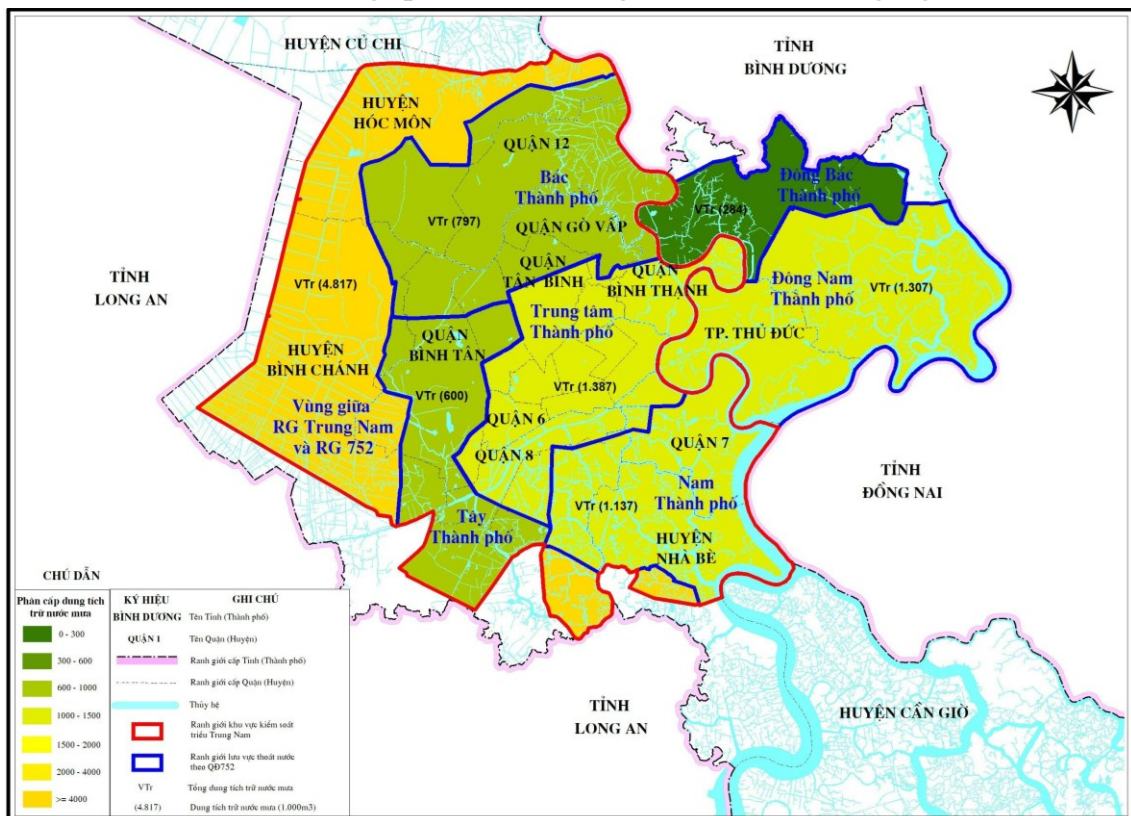 HUYỆN CỦ CHI
TỈNH
BÌNH DƯƠNG
HUYỆN
HÓC MÔN
QUẬN 12
Bắc
Thành phố
Đông Bắc
Thành phố
VTr (284)
VTr (797)
QUẬN GÒ VẤP
QUẬN
TÂN BÌNH
QUẬN
BÌNH THẠNH
TỈNH
LONG AN
VTr (4.817)
Đông Nam
Thành phố
VTr (1.307)
Trung tâm
Thành phố
TP. THỦ ĐỨC
QUẬN
BÌNH TÂN
HUYỆN
BÌNH CHÁNH
VTr (1.387)
VTr (600)
Vùng giữa
RG Trung Nam
và RG 752
QUẬN 6
QUẬN 8
QUẬN 7
TỈNH
ĐỒNG NAI
Nam
Thành phố
VTr (1.137)
Tây
Thành phố
HUYỆN
NHÀ BÈ
TỈNH
LONG AN
HUYỆN CẦN GIỜ
CHÚ DẪN
Phân cấp dung tích
trữ nước mưa
0 - 300
300 - 600
600 - 1000
1000 - 1500
1500 - 2000
2000 - 4000
>= 4000
KÝ HIỆU GHI CHÚ
BÌNH DƯƠNG Tên Tỉnh (Thành phố)
QUẬN 1 Tên Quận (Huyện)
Ranh giới cấp Tỉnh (Thành phố)
Ranh giới cấp Quận (Huyện)
Thủy hệ
Ranh giới khu vực kiểm soát
triều Trung Nam
Ranh giới lưu vực thoát nước
theo QĐ752
VTr Tổng dung tích trữ nước mưa
(4.817) Dung tích trữ nước mưa (1.000m3)